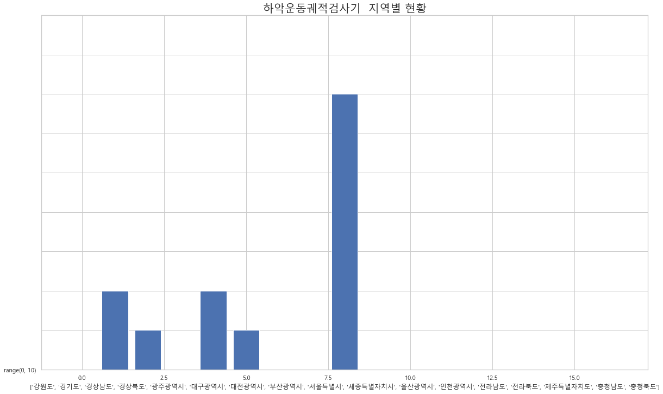 하악운동궤적검사기 지역별 현황
range(0, 10)
0.0 2.5 5.0 7.5 10.0 12.5 15.0
['강원도', '경기도', '경상남도', '경상북도', '광주광역시', '대구광역시', '대전광역시', '부산광역시', '서울특별시', '세종특별자치시', '울산광역시', '인천광역시', '전라남도', '전라북도', '제주특별자치도', '충청남도', '충청북도']